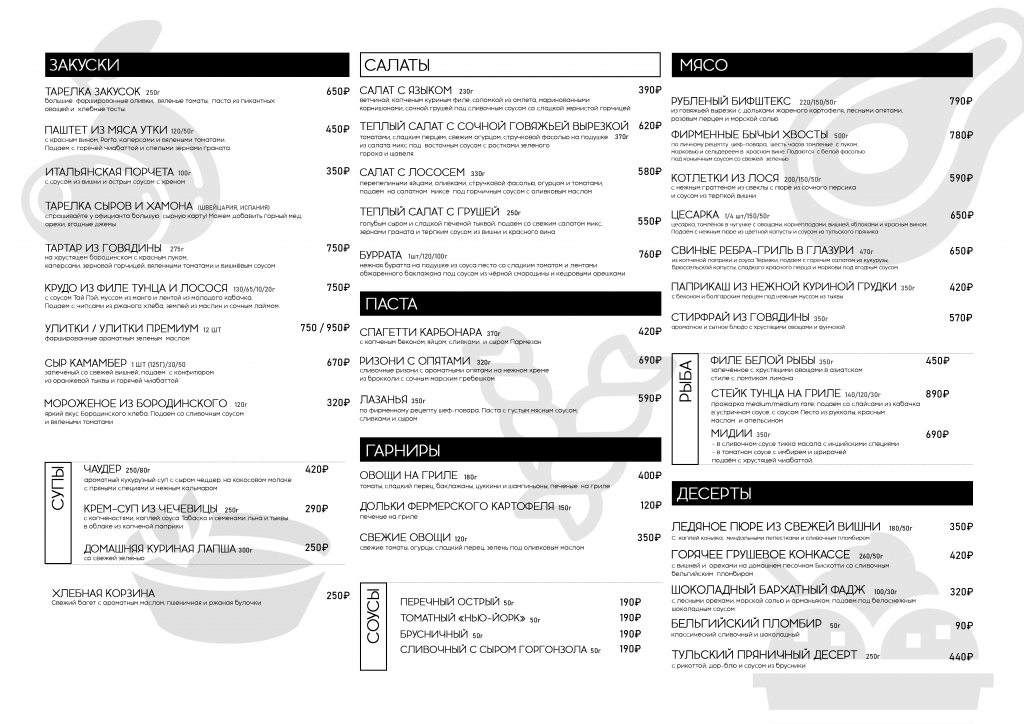 ЗАКУСКИ
ТАРЕЛКА ЗАКУСОК 250г 650₽
большие фаршированные оливки, вяленые томаты, паста из пикантных
овощей и хлебные тосты
ПАШТЕТ ИЗ МЯСА УТКИ 120/50г 450₽
с красным вином, Porto, каперсами и вялеными томатами.
Подаем с горячей чиабаттой и спелыми зернами граната
ИТАЛЬЯНСКАЯ ПОРЧЕТА 100г 350₽
с соусом из вишни и острым соусом с хреном
ТАРЕЛКА СЫРОВ И ХАМОНА (ШВЕЙЦАРИЯ, ИСПАНИЯ)
спрашивайте у официанта большую сырную карту! Можем добавить горный мёд,
орехи, ягодные джемы
ТАРТАР ИЗ ГОВЯДИНЫ 275г 750₽
на хрустящем бородинском с красным луком,
каперсами, зерновой горчицей, вялеными томатами и вишнёвым соусом
КРУДО ИЗ ФИЛЕ ТУНЦА И ЛОСОСЯ 130/65/10/20г 750₽
с соусом Тай Пэй, муссом из манго и лентой из молодого кабачка.
Подаем с чипсами из ржаного хлеба, землей из маслин и сочным лаймом.
УЛИТКИ / УЛИТКИ ПРЕМИУМ 12 ШТ 750 / 950₽
фаршированные ароматным зеленым маслом
СЫР КАМАМБЕР 1 ШТ (125Г)/30/50 670₽
запеченый со свежей вишней, подаем с конфитюром
из оранжевой тыквы и горячей чиабаттой
МОРОЖЕНОЕ ИЗ БОРОДИНСКОГО 120г 320₽
яркий вкус Бородинского хлеба. Подаем со сливочным соусом
и вялеными томатами
СУПЫ
ЧАУДЕР 250/80г 420₽
ароматный кукурузный суп с сыром чеддер, на кокосовом молоке
с пряными специями и нежным кальмаром
КРЕМ-СУП ИЗ ЧЕЧЕВИЦЫ 250г 290₽
с копченостями, каплей соуса Табаско и семенами льна и тыквы
в облаке из копченой паприки
ДОМАШНЯЯ КУРИНАЯ ЛАПША 300г 250₽
со свежей зеленью
ХЛЕБНАЯ КОРЗИНА 250₽
Свежий багет с ароматным маслом, пшеничная и ржаная булочки
САЛАТЫ
САЛАТ С ЯЗЫКОМ 230г 390₽
ветчиной, копченым куриным филе, соломкой из омлета, маринованными
корнишонами, сочной грушей под сливочным соусом со сладкой зернистой горчицей
ТЕПЛЫЙ САЛАТ С СОЧНОЙ ГОВЯЖЬЕЙ ВЫРЕЗКОЙ 620₽
томатами, сладким перцем, свежим огурцом, стручковой фасолью на подушке 370г
из салата микс под восточным соусом с ростками зеленого
гороха и щавеля.
САЛАТ С ЛОСОСЕМ 330г 580₽
перепелиными яйцами, оливками, стручковой фасолью, огурцом и томатами,
подаем на салатном миксе под горчичным соусом с оливковым маслом
ТЕПЛЫЙ САЛАТ С ГРУШЕЙ 250г 550₽
голубым сыром и сладкой печеной тыквой, подаем со свежим салатом микс,
зернами граната и терпким соусом из вишни и красного вина
БУРРАТА 1шт/120/100г 760₽
нежная буратта на подушке из соуса песто со сладким томатом и лентами
обжаренного баклажана под соусом из чёрной смородины и кедровыми орешками
ПАСТА
СПАГЕТТИ КАРБОНАРА 370г 420₽
с копченым беконом, яйцом, сливками и сыром Пармезан
РИЗОНИ С ОПЯТАМИ 320г 690₽
сливочные ризони с ароматными опятами на нежном креме
из брокколи с сочным морским гребешком
ЛАЗАНЬЯ 350г 590₽
по фирменному рецепту шеф-повара. Паста с густым мясным соусом,
сливками и сыром
ГАРНИРЫ
ОВОЩИ НА ГРИЛЕ 180г 400₽
томаты, сладкий перец, баклажаны, цуккини и шампиньоны, печеные на гриле
ДОЛЬКИ ФЕРМЕРСКОГО КАРТОФЕЛЯ 150г 120₽
печеные на гриле
СВЕЖИЕ ОВОЩИ 120г 350₽
свежие томаты, огурцы, сладкий перец, зелень под оливковым маслом
СОУСЫ
ПЕРЕЧНЫЙ ОСТРЫЙ 50г 190₽
ТОМАТНЫЙ «НЬЮ-ЙОРК» 50г 190₽
БРУСНИЧНЫЙ 50г 190₽
СЛИВОЧНЫЙ С СЫРОМ ГОРГОНЗОЛА 50г 190₽
МЯСО
РУБЛЕНЫЙ БИФШТЕКС 220/150/50г 790₽
из говяжьей вырезки с дольками жареного картофеля, лесными опятами,
розовым перцем и морской солью
ФИРМЕННЫЕ БЫЧЬИ ХВОСТЫ 500г 780₽
по личному рецепту шеф-повара, шесть часов томленые с луком,
морковью и сельдереем в красном вине. Подаются с белой фасолью
под коньячным соусом со свежей зеленью
КОТЛЕТКИ ИЗ ЛОСЯ 200/150/50г 590₽
с нежным гратеном из свеклы с пюре из сочного персика
и соусом из терпкой вишни
ЦЕСАРКА 1/4 шт/150/50г 650₽
цесарка, томлёная в чугунке с овощами, корнеплодами, вишней, яблоками и красным вином.
Подаём с нежным пюре из цветной капусты и соусом из тульского пряника
СВИНЫЕ РЕБРА-ГРИЛЬ В ГЛАЗУРИ 470г 650₽
из копченой паприки и соуса Терияки, подаем с горячим салатом из кукурузы,
брюссельской капусты, сладкого красного перца и моркови под ягодным соусом
ПАПРИКАШ ИЗ НЕЖНОЙ КУРИНОЙ ГРУДКИ 350г 420₽
с беконом и болгарским перцем под нежным муссом из тыквы
СТИРФРАЙ ИЗ ГОВЯДИНЫ 350г 570₽
ароматное и сытное блюдо с хрустящими овощами и фунчозой
РЫБА
ФИЛЕ БЕЛОЙ РЫБЫ 350г 450₽
запечённое с хрустящими овощами в азиатском
стиле с ломтиком лимана
СТЕЙК ТУНЦА НА ГРИЛЕ 140/120/30г 890₽
прожарка medium/medium rare, подаем со слайсами из кабачка
в устричном соусе, с соусом Песто из рукколы, красным
маслом и апельсином
МИДИИ 350г 690₽
- в сливочном соусе тикка масала с индийскими специями
- в томатном соусе с имбирем и шрирачей
подаём с хрустящей чиабаттой.
ДЕСЕРТЫ
ЛЕДЯНОЕ ПЮРЕ ИЗ СВЕЖЕЙ ВИШНИ 180/50г 350₽
С каплей коньяка, миндальными лепестками и сливочным пломбиром
ГОРЯЧЕЕ ГРУШЕВОЕ КОНКАССЕ 260/50г 420₽
с вишней и орехами на домашнем песочном Бискотти со сливочным
бельгийским пломбиром
ШОКОЛАДНЫЙ БАРХАТНЫЙ ФАДЖ 100/30г 320₽
с лесными орехами, морской солью и арманьяком, подаем под белоснежным
шоколадным соусом
БЕЛЬГИЙСКИЙ ПЛОМБИР 50г 90₽
классический сливочный и шоколадный
ТУЛЬСКИЙ ПРЯНИЧНЫЙ ДЕСЕРТ 250г 440₽
с рикоттой, дор-блю и соусом из брусники